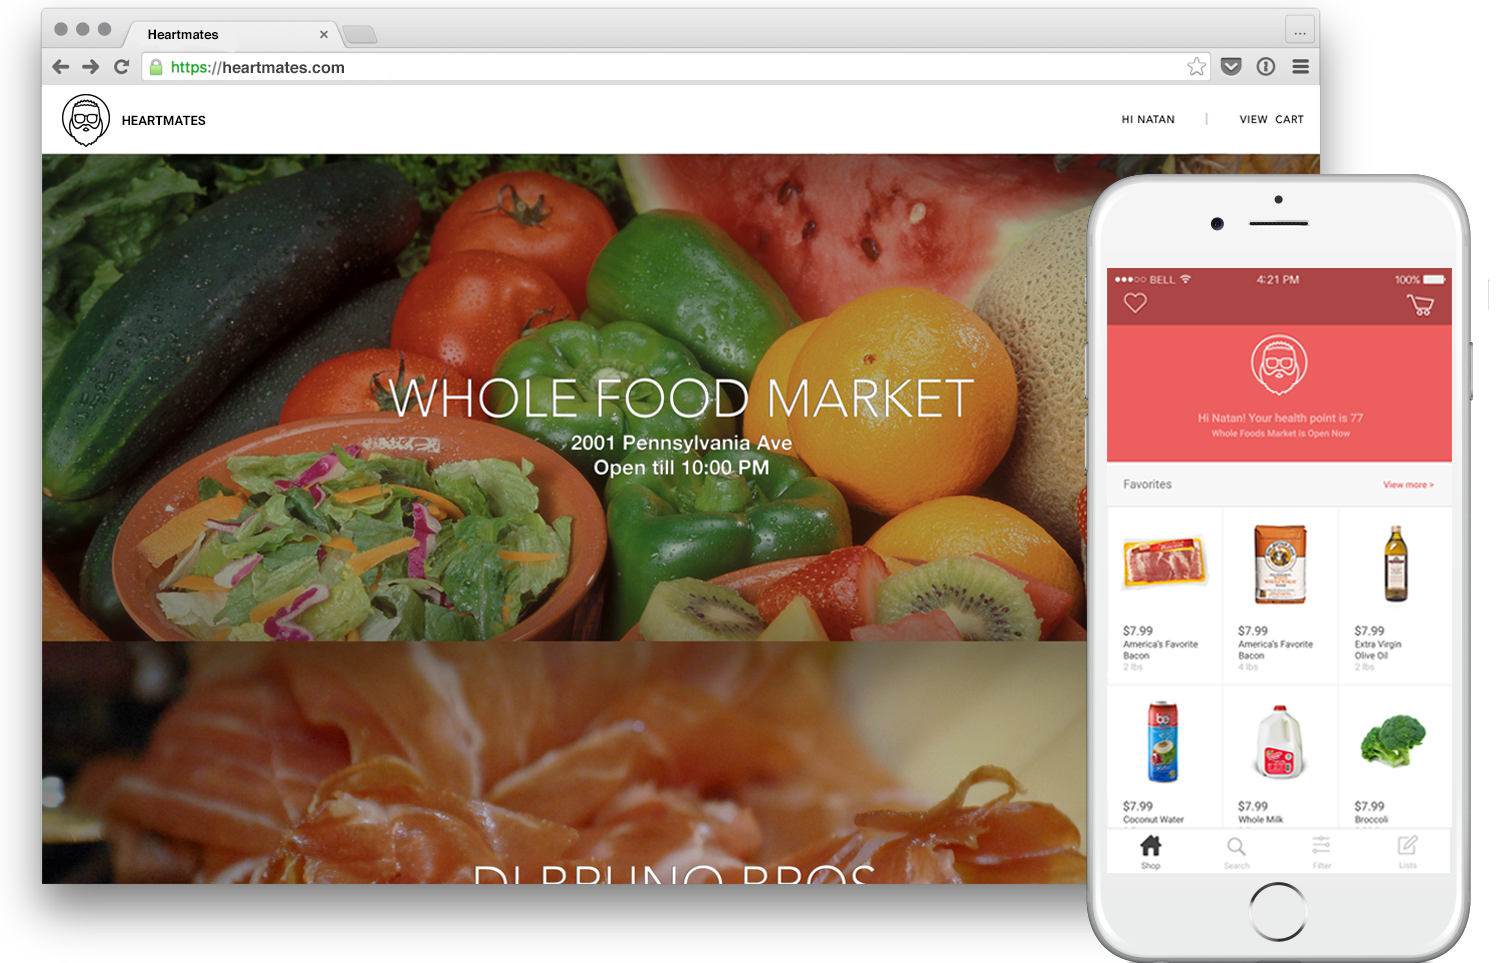 Heartmates
...
https://heartmates.com
HEARTMATES
HI NATAN | VIEW CART
WHOLE FOOD MARKET
2001 Pennsylvania Ave
Open till 10:00 PM
DI BRUNO BROS
BELL 4:21 PM 100%
Hi Natan! Your health point is 77
Whole Foods Market is Open Now
Favorites View more >
$7.99 $7.99 $7.99
America's Favorite America's Favorite Extra Virgin
Bacon Bacon Olive Oil
2 lbs 4 lbs 2 lbs
be
$7.99 $7.99 $7.99
Coconut Water Whole Milk Broccoli
Shop Search Filter Lists